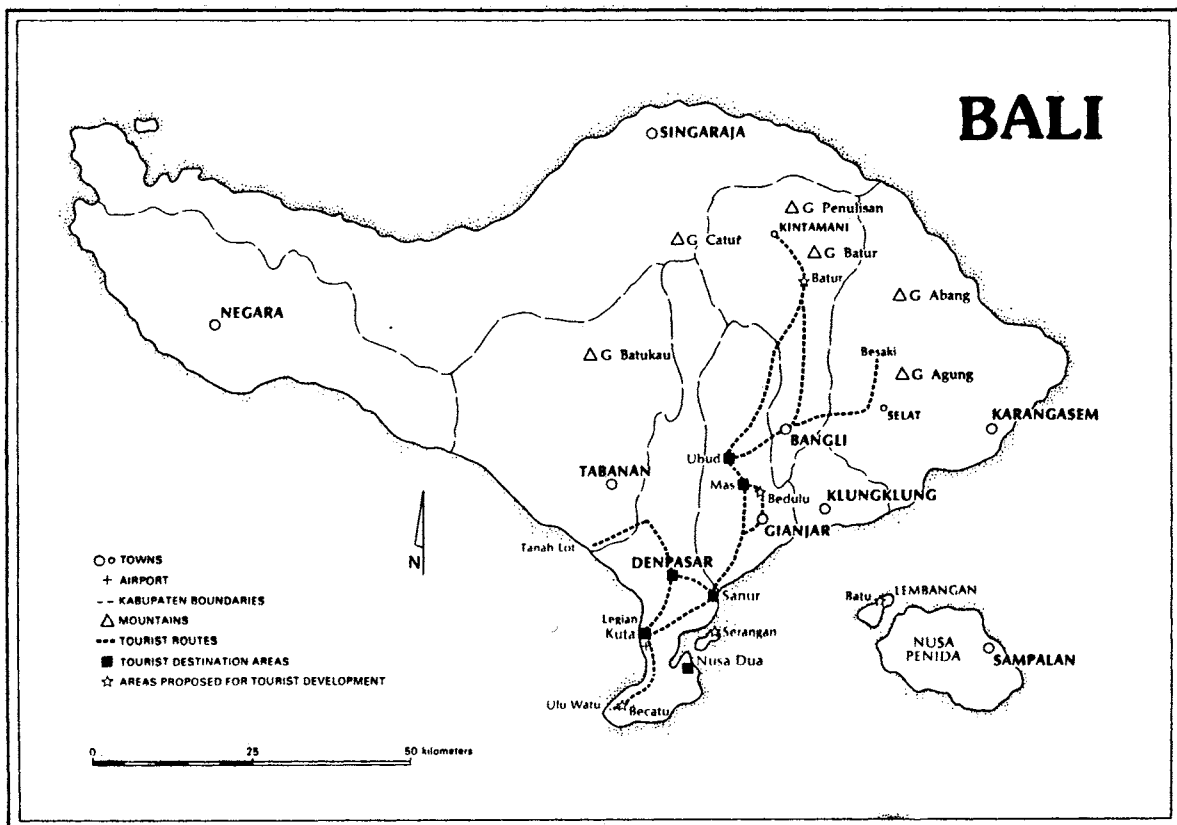 BALI
SINGARAJA
G Penulisan
KINTAMANI
G Catur
G Batur
Batur
G Abang
NEGARA
G Batukau
Besaki
G Agung
SELAT
KARANGASEM
BANGLI
Ubud
TABANAN
Mas
Bedulu
KLUNGKLUNG
GIANJAR
Tanah Lot
N
DENPASAR
Sanur
Batu
LEMBANGAN
Legian
Kuta
Serangan
NUSA
PENIDA
SAMPALAN
Nusa Dua
Ulu Watu
Becatu
TOWNS
AIRPORT
KABUPATEN BOUNDARIES
MOUNTAINS
TOURIST ROUTES
TOURIST DESTINATION AREAS
AREAS PROPOSED FOR TOURIST DEVELOPMENT
0 25 50 kilometers